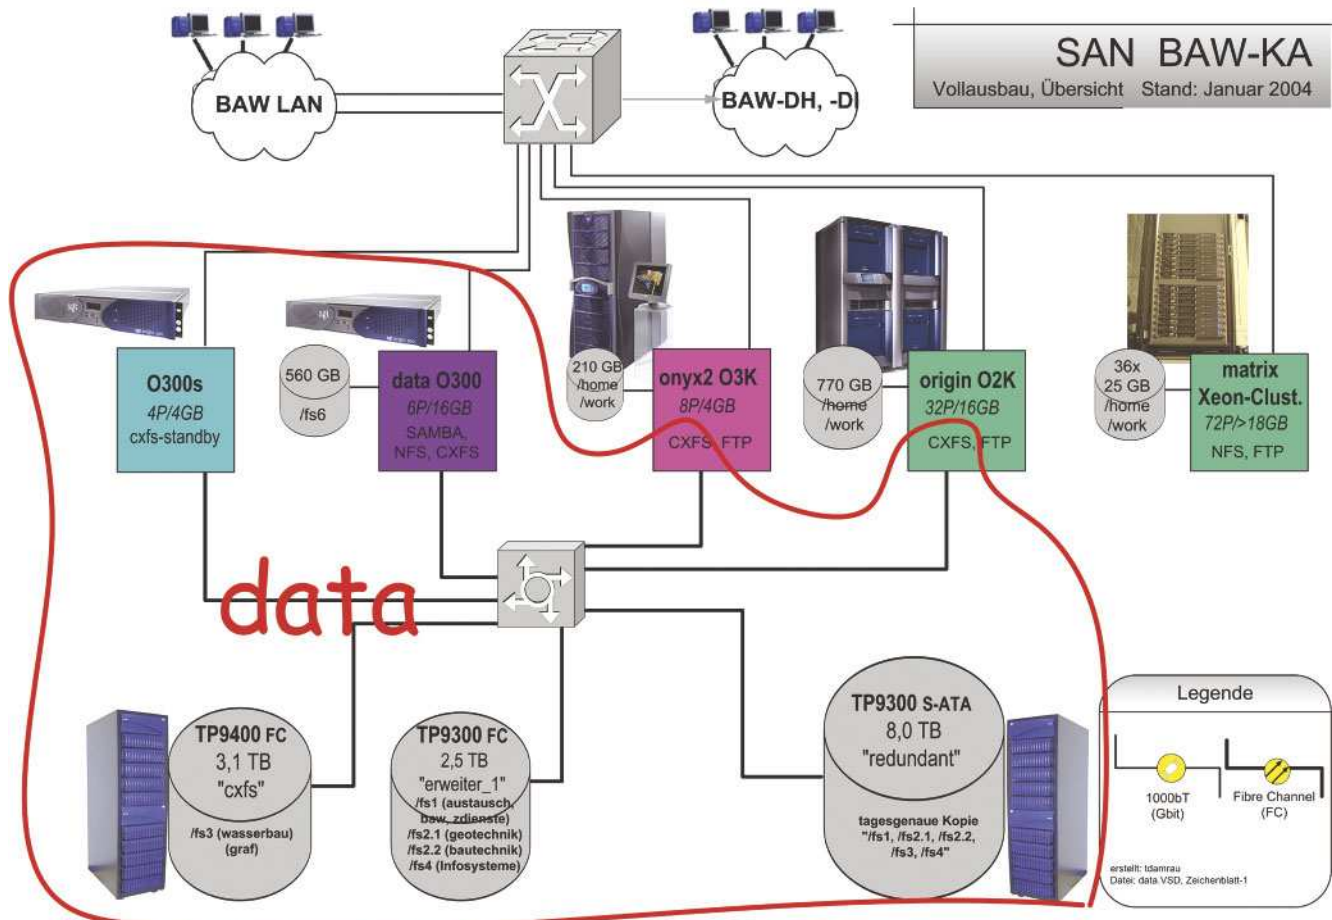 SAN BAW-KA
Vollausbau, Übersicht Stand: Januar 2004
BAW LAN
BAW-DH, -DI
O300s
4P/4GB
cxfs-standby
560 GB
/fs6
data O300
6P/16GB
SAMBA,
NFS, CXFS
210 GB
/home
/work
onyx2 O3K
8P/4GB
CXFS, FTP
770 GB
/home
/work
origin O2K
32P/16GB
CXFS, FTP
36x
25 GB
/home
/work
matrix
Xeon-Clust.
72P/>18GB
NFS, FTP
data
TP9400 FC
3,1 TB
"cxfs"
/fs3 (wasserbau)
(graf)
TP9300 FC
2,5 TB
"erweiter_1"
/fs1 (austausch,
baw, zdienste)
/fs2.1 (geotechnik)
/fs2.2 (bautechnik)
/fs4 (Infosysteme)
TP9300 S-ATA
8,0 TB
"redundant"
tagesgenaue Kopie
"/fs1, /fs2.1, /fs2.2,
/fs3, /fs4"
Legende
1000bT
(Gbit)
Fibre Channel
(FC)
erstellt: tdamrau
Datei: data.VSD, Zeichenblatt-1